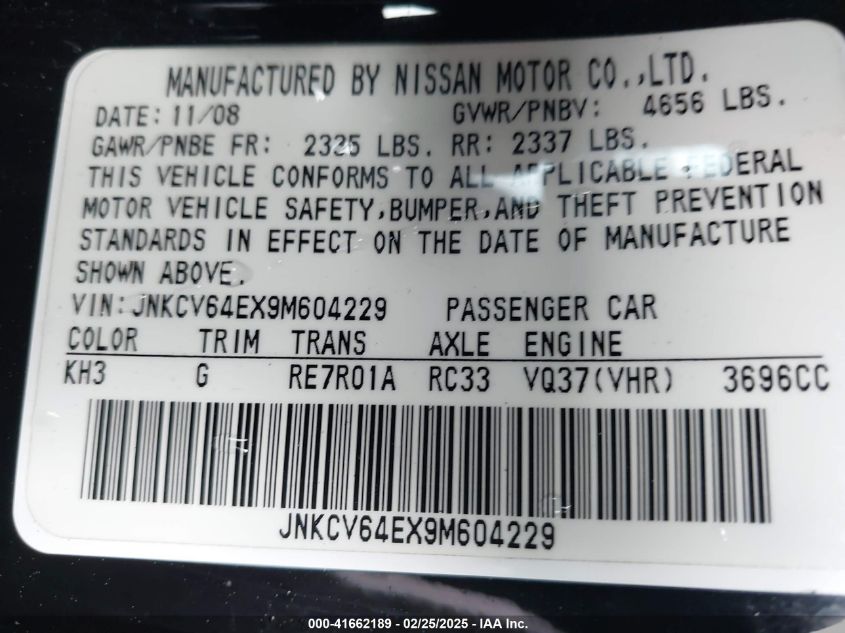 MANUFACTURED BY NISSAN MOTOR CO.,LTD.
DATE: 11/08 GVWR/PNBV: 4656 LBS.
GAWR/PNBE FR: 2325 LBS. RR: 2337 LBS.
THIS VEHICLE CONFORMS TO ALL APPLICABLE FEDERAL
MOTOR VEHICLE SAFETY,BUMPER,AND THEFT PREVENTION
STANDARDS IN EFFECT ON THE DATE OF MANUFACTURE
SHOWN ABOVE.
VIN:JNKCV64EX9M604229 PASSENGER CAR
COLOR TRIM TRANS AXLE ENGINE
KH3 G RE7R01A RC33 VQ37(VHR) 3696CC
JNKCV64EX9M604229
000-41662189 - 02/25/2025 - IAA Inc.